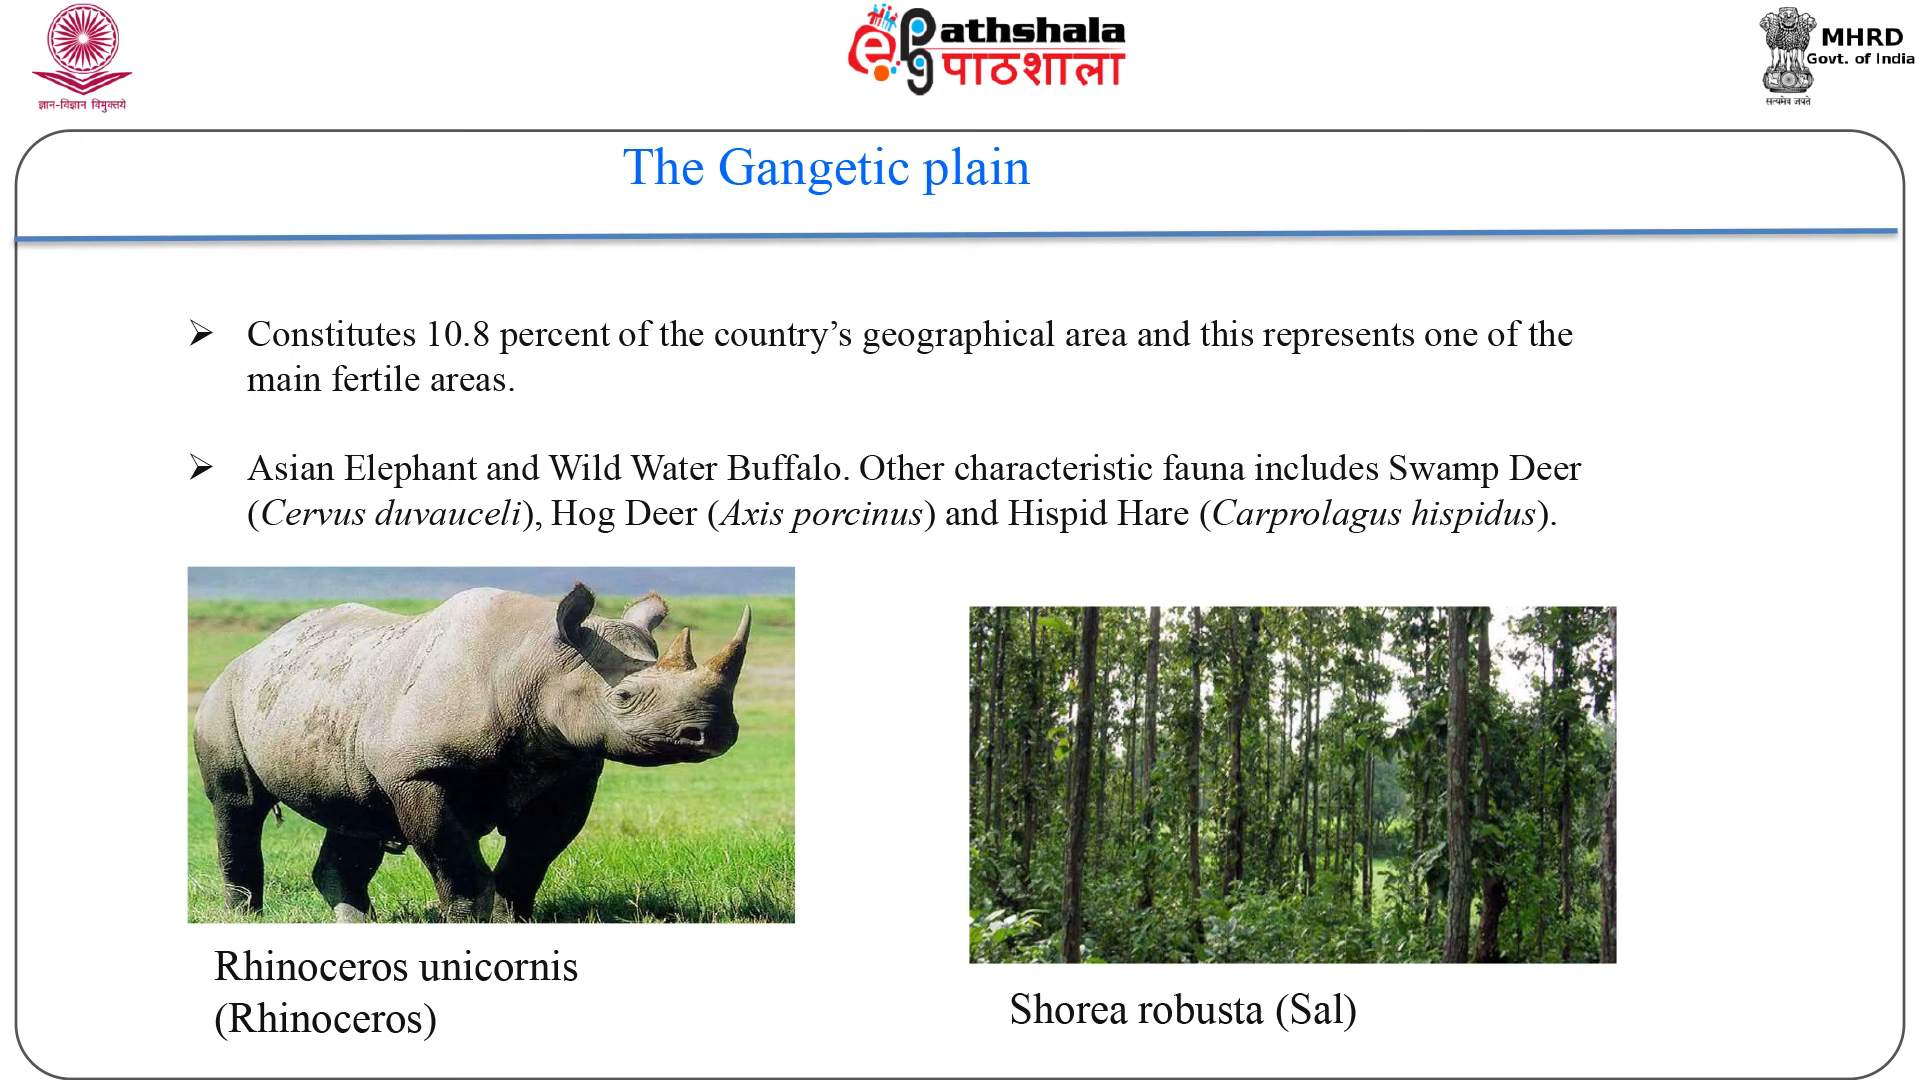 ज्ञान-विज्ञान विमुक्तये
ePathshala
पाठशाला
MHRD
Govt. of India
सत्यमेव जयते
The Gangetic plain
Constitutes 10.8 percent of the country’s geographical area and this represents one of the
main fertile areas.
Asian Elephant and Wild Water Buffalo. Other characteristic fauna includes Swamp Deer
(Cervus duvauceli), Hog Deer (Axis porcinus) and Hispid Hare (Carprolagus hispidus).
Rhinoceros unicornis
(Rhinoceros)
Shorea robusta (Sal)